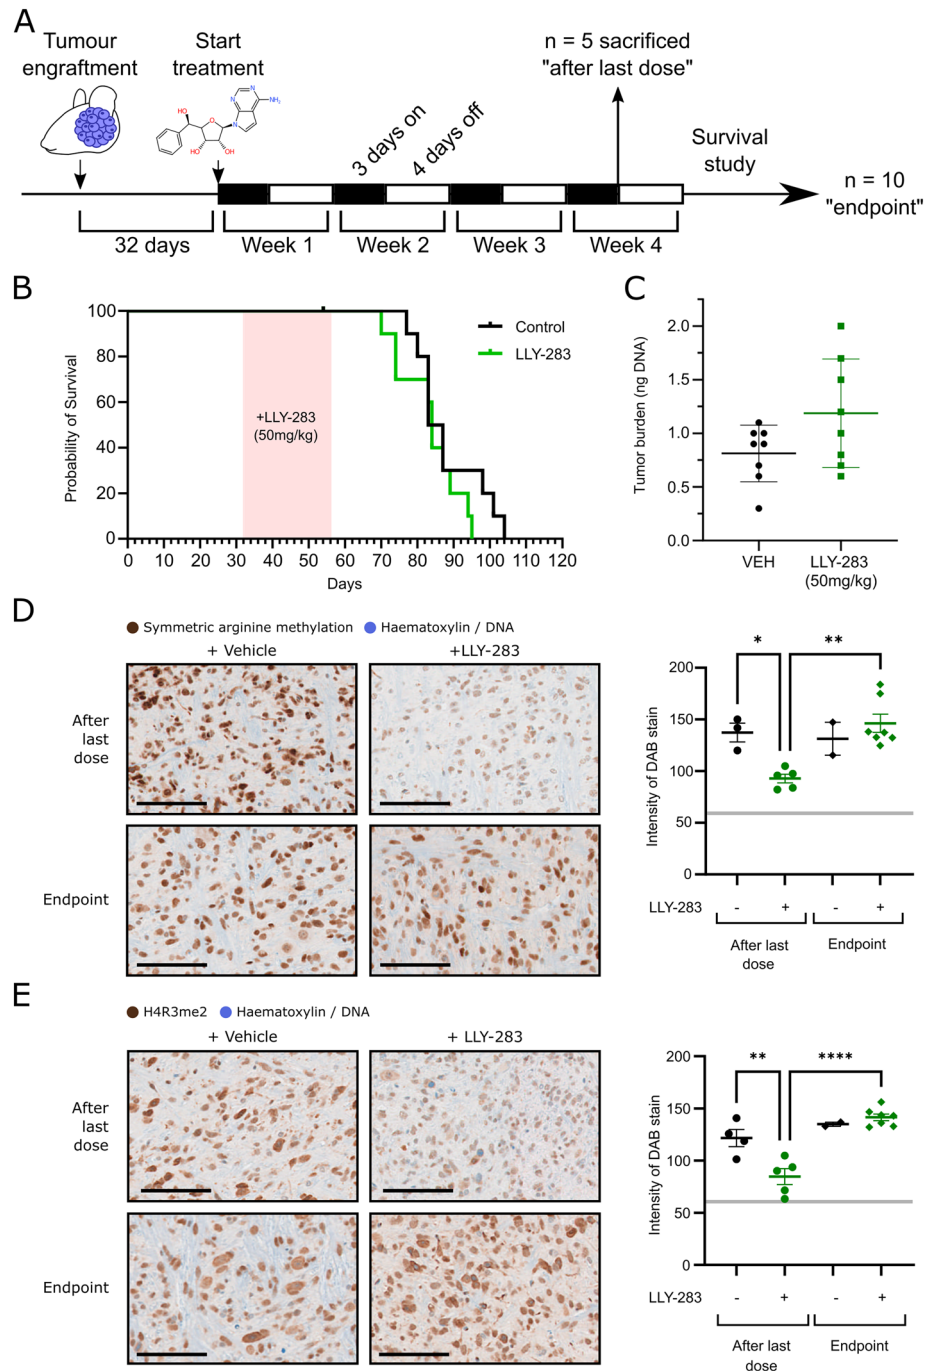 A
Tumour
engraftment
Start
treatment
n = 5 sacrificed
"after last dose"
HO
N
N
N
NH₂
O
HO
OH
3 days on
4 days off
Survival
study
n = 10
"endpoint"
32 days
Week 1
Week 2
Week 3
Week 4
B
Probability of Survival
100
80
60
40
20
0
+LLY-283
(50mg/kg)
Control
LLY-283
0 10 20 30 40 50 60 70 80 90 100 110 120
Days
C
Tumor burden (ng DNA)
2.0
1.5
1.0
0.5
0.0
VEH
LLY-283
(50mg/kg)
D
Symmetric arginine methylation Haematoxylin / DNA
+ Vehicle
+LLY-283
After
last
dose
Endpoint
Intensity of DAB stain
200
150
100
50
0
*
**
LLY-283 - + - +
After last
dose
Endpoint
E
H4R3me2 Haematoxylin / DNA
+ Vehicle
+ LLY-283
After
last
dose
Endpoint
Intensity of DAB stain
200
150
100
50
0
**
****
LLY-283 - + - +
After last
dose
Endpoint